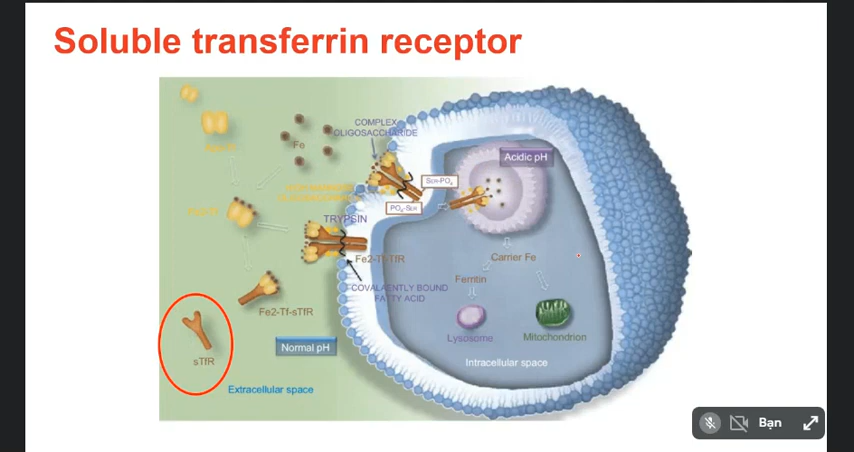 Soluble transferrin receptor
COMPLEX
OLIGOSACCHARIDE
Fe
Acidic pH
TRYPSIN
Fe2-Tf-TfR
Carrier Fe
COVALAENTLY BOUND
FATTY ACID
Ferritin
Fe2-Tf-sTfR
Lysosome
Mitochondrion
Normal pH
sTfR
Intracellular space
Extracellular space
Bạn